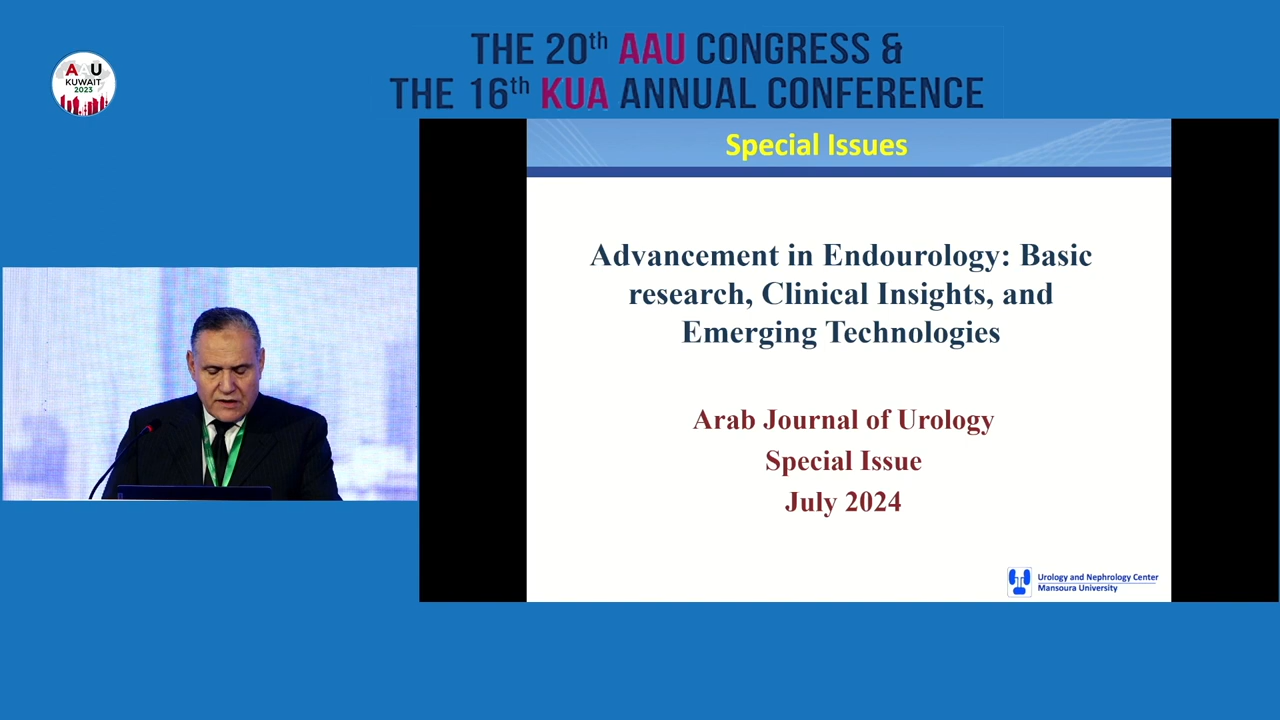 AAU
KUWAIT
2023
THE 20th AAU CONGRESS &
THE 16th KUA ANNUAL CONFERENCE
Special Issues
Advancement in Endourology: Basic
research, Clinical Insights, and
Emerging Technologies
Arab Journal of Urology
Special Issue
July 2024
Urology and Nephrology Center
Mansoura University